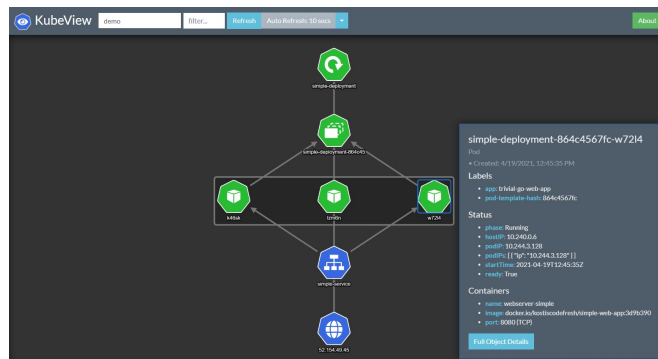 KubeView
demo
filter...
Refresh
Auto Refresh: 10 secs
About
simple-deployment
simple-deployment-864c45
w72l4
simple-service
52.154.49.45
simple-deployment-864c4567fc-w72l4
Pod
• Created: 4/19/2021, 12:45:35 PM
Labels
• app: trivial-go-web-app
• pod-template-hash: 864c4567fc
Status
• phase: Running
• hostIP: 10.240.0.6
• podIP: 10.244.3.128
• podIPs: [ { "ip": "10.244.3.128" } ]
• startTime: 2021-04-19T12:45:35Z
• ready: True
Containers
• name: webserver-simple
• image: docker.io/kostiscodefresh/simple-web-app:3d9b390
• port: 8080 (TCP)
Full Object Details